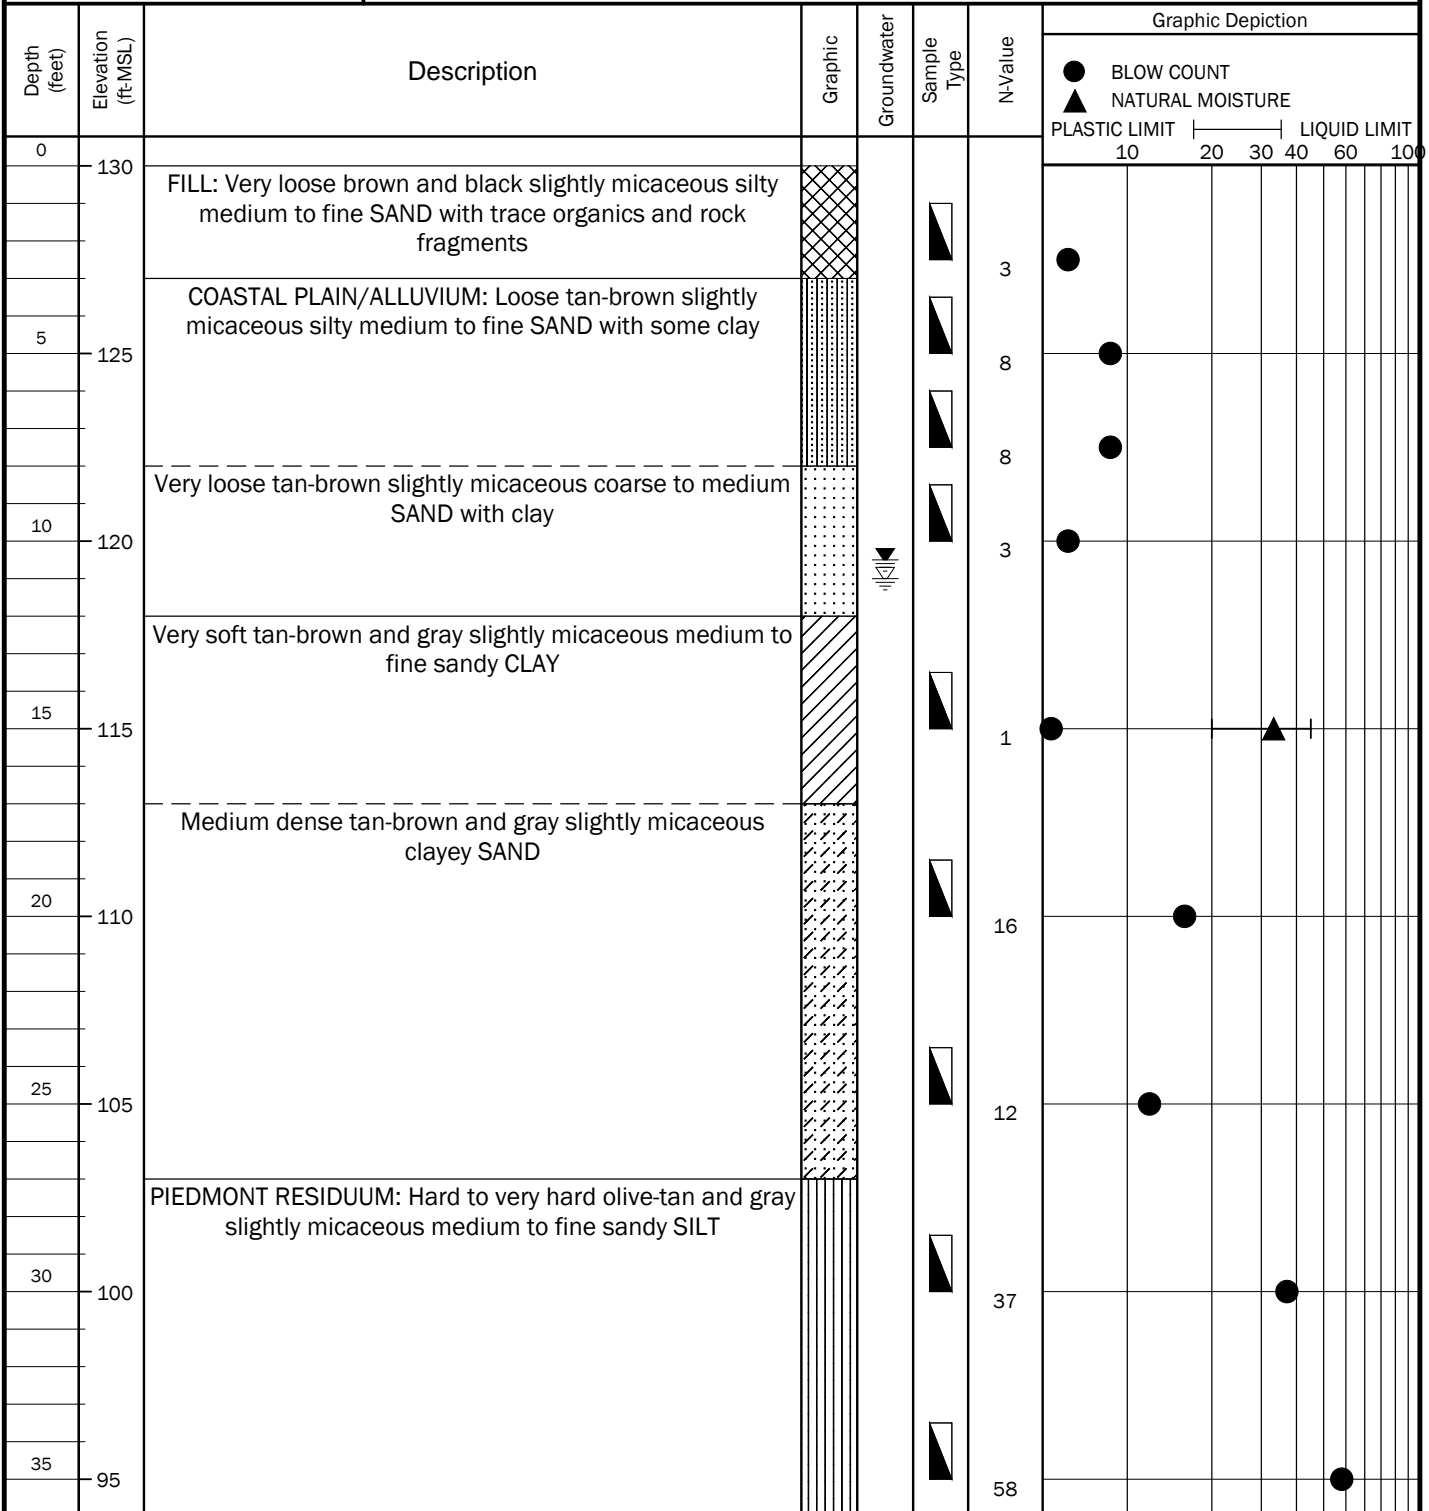 Graphic Depiction
Depth (feet)
Elevation (ft-MSL)
Description
Graphic
Groundwater
Sample Type
N-Value
BLOW COUNT
NATURAL MOISTURE
PLASTIC LIMIT LIQUID LIMIT
10 20 30 40 60 100
0
130
FILL: Very loose brown and black slightly micaceous silty
medium to fine SAND with trace organics and rock
fragments
3
COASTAL PLAIN/ALLUVIUM: Loose tan-brown slightly
micaceous silty medium to fine SAND with some clay
5
125
8
8
Very loose tan-brown slightly micaceous coarse to medium
SAND with clay
10
120
3
Very soft tan-brown and gray slightly micaceous medium to
fine sandy CLAY
15
115
1
Medium dense tan-brown and gray slightly micaceous
clayey SAND
20
110
16
25
105
12
PIEDMONT RESIDUUM: Hard to very hard olive-tan and gray
slightly micaceous medium to fine sandy SILT
30
100
37
35
95
58